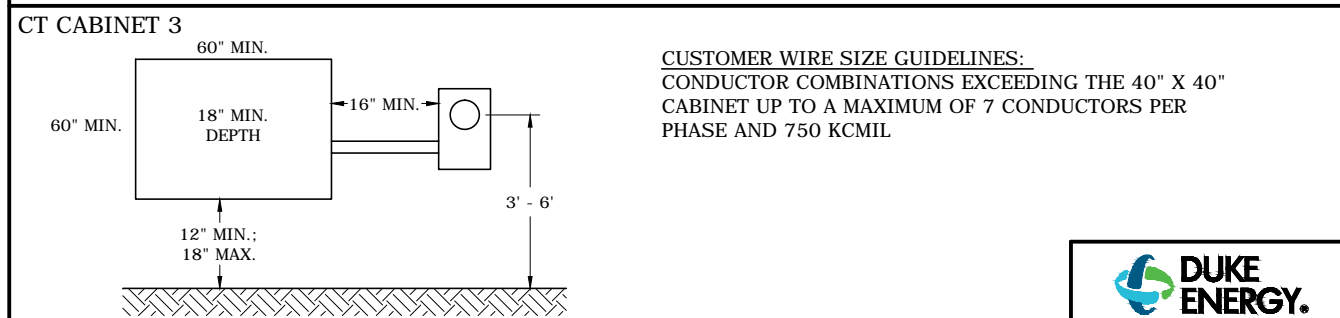 CT CABINET 3
60" MIN.
60" MIN.
18" MIN.
DEPTH
16" MIN.
3' - 6'
12" MIN.;
18" MAX.
CUSTOMER WIRE SIZE GUIDELINES:
CONDUCTOR COMBINATIONS EXCEEDING THE 40" X 40"
CABINET UP TO A MAXIMUM OF 7 CONDUCTORS PER
PHASE AND 750 KCMIL
DUKE
ENERGY®